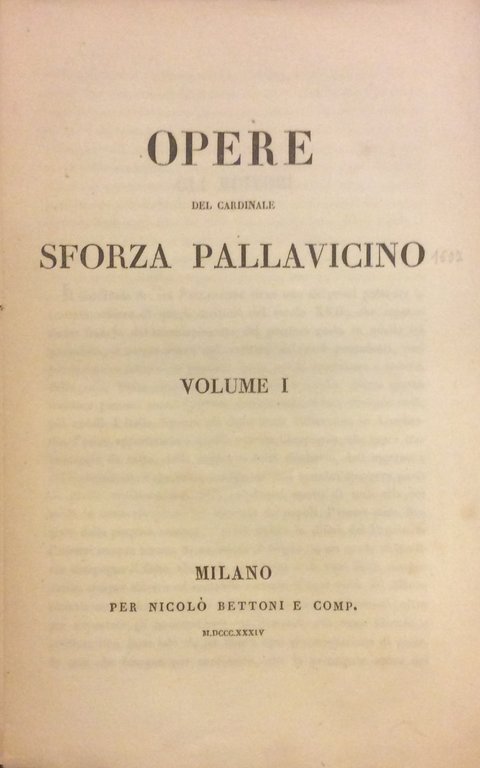 OPERE
DEL CARDINALE
SFORZA PALLAVICINO
VOLUME I
MILANO
PER NICOLÒ BETTONI E COMP.
M.DCCC.XXXIV